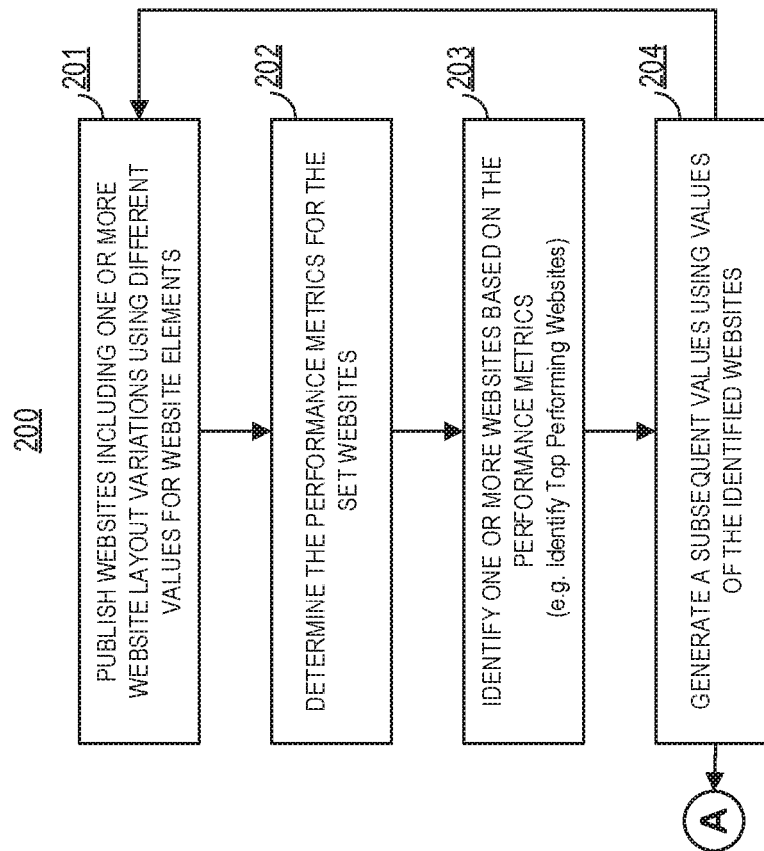 200
201
PUBLISH WEBSITES INCLUDING ONE OR MORE
WEBSITE LAYOUT VARIATIONS USING DIFFERENT
VALUES FOR WEBSITE ELEMENTS
202
DETERMINE THE PERFORMANCE METRICS FOR THE
SET WEBSITES
203
IDENTIFY ONE OR MORE WEBSITES BASED ON THE
PERFORMANCE METRICS
(e.g. Identify Top Performing Websites)
204
GENERATE A SUBSEQUENT VALUES USING VALUES
OF THE IDENTIFIED WEBSITES
A